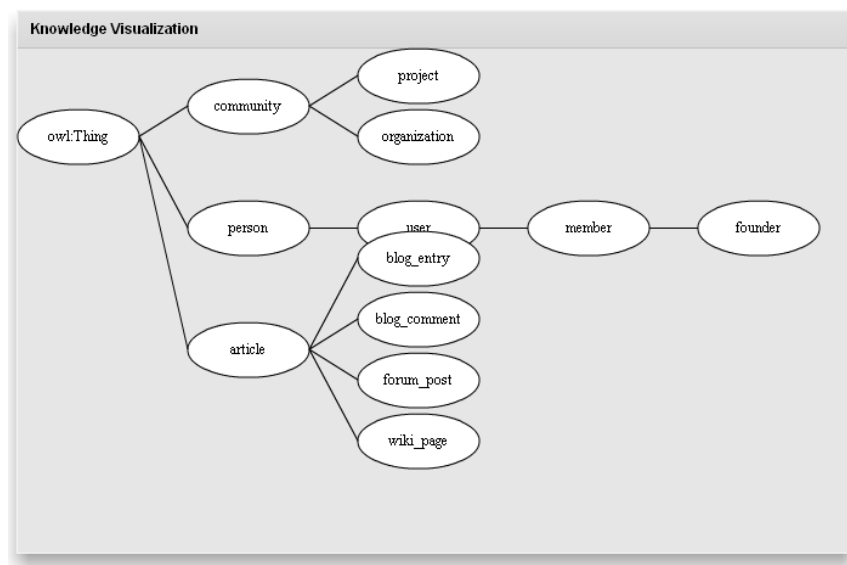 Knowledge Visualization
project
community
owl:Thing
organization
person
user
member
founder
blog_entry
blog_comment
article
forum_post
wiki_page